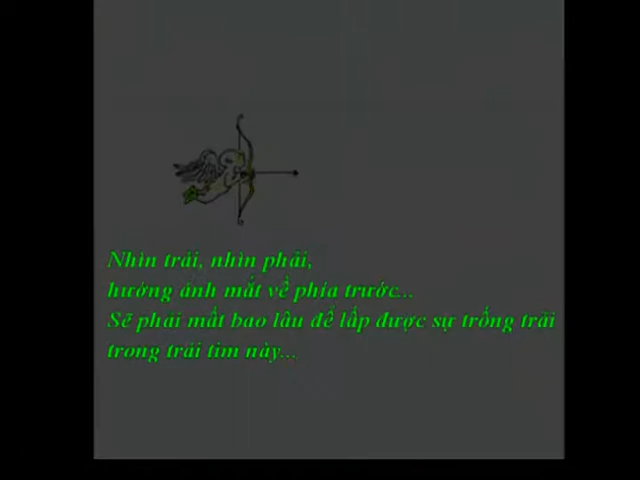 Nhìn trái, nhìn phải,
hướng ánh mắt về phía trước...
Sẽ phải mất bao lâu để lấp được sự trống trải
trong trái tim này...